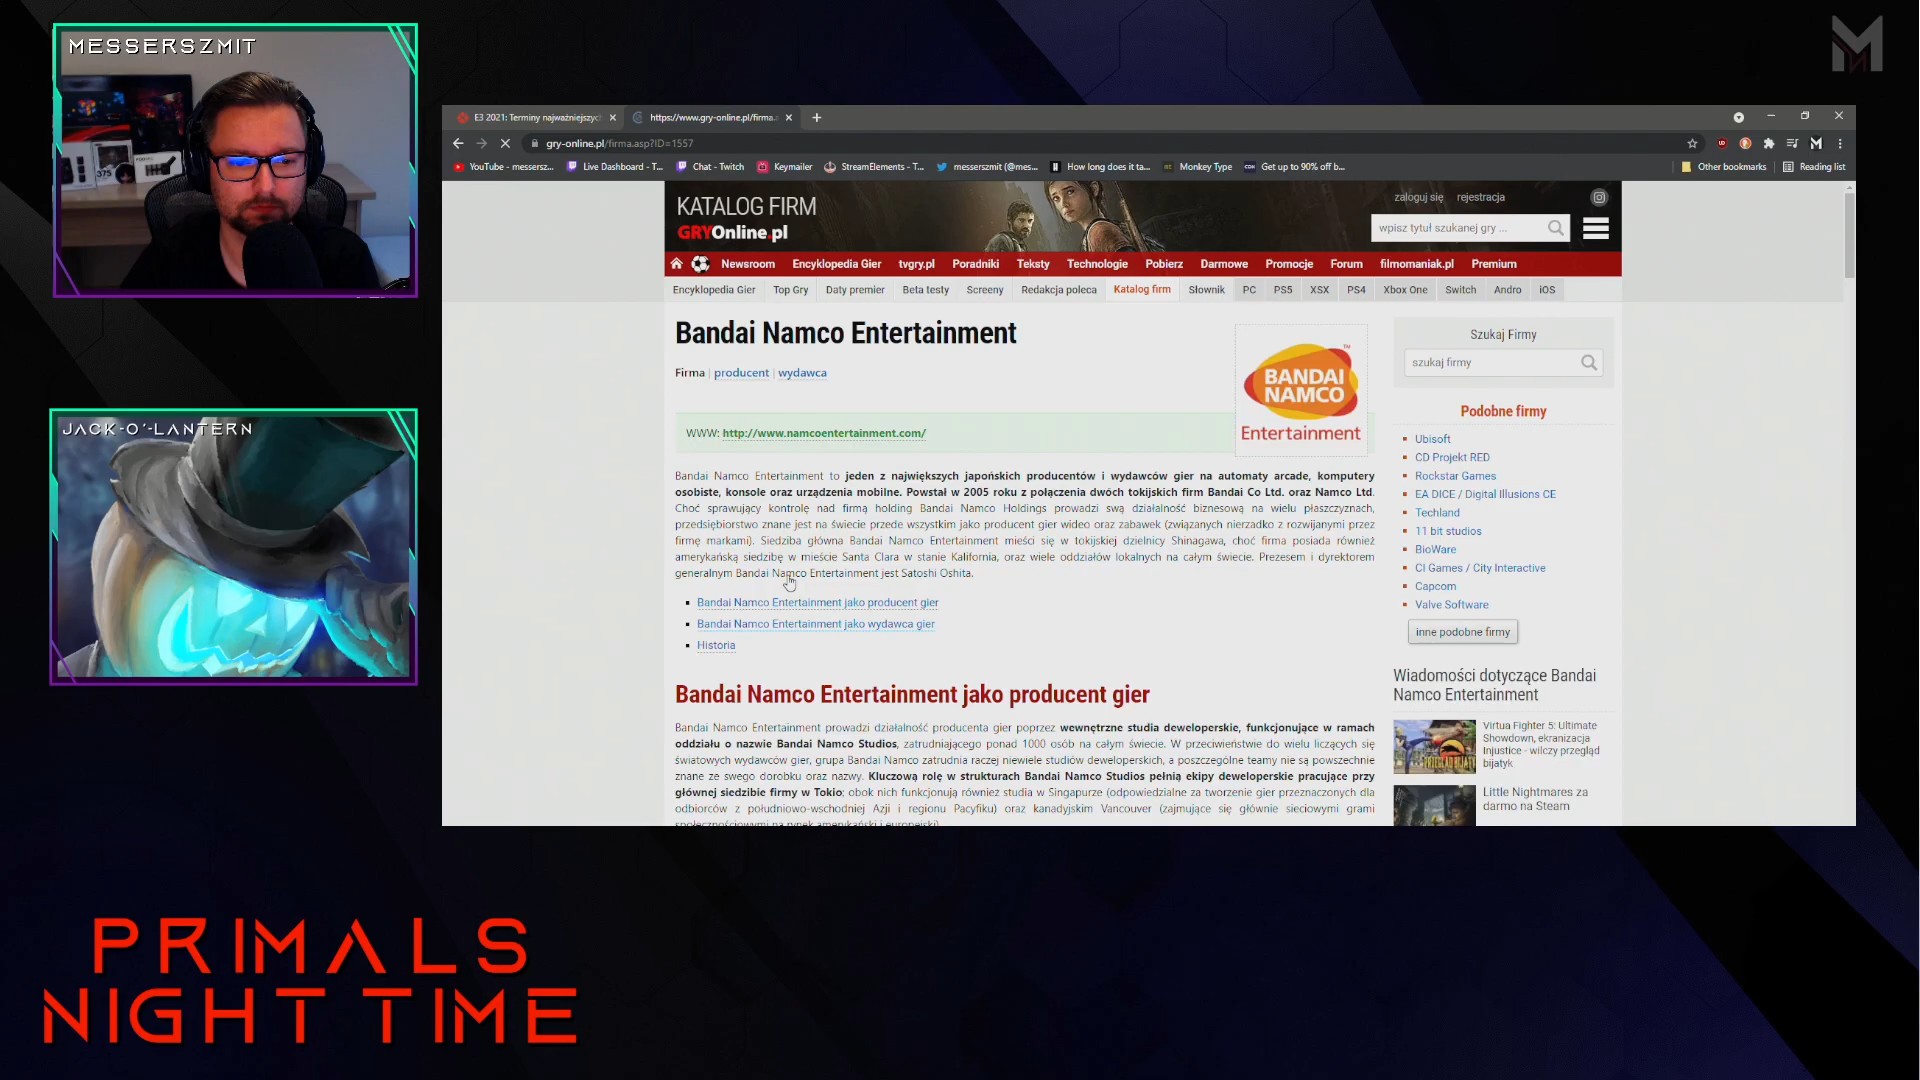 MESSERSZMIT
JACK-O'-LANTERN
PRIMALS
NIGHT TIME
E3 2021: Terminy najważniejszych
https://www.gry-online.pl/firma.a
gry-online.pl/firma.asp?ID=1557
YouTube - messersz... Live Dashboard - T... Chat - Twitch Keymailer StreamElements - T... messerszmit (@mes... How long does it ta... Monkey Type Get up to 90% off b... Other bookmarks Reading list
KATALOG FIRM
GRYOnline.pl
zaloguj się rejestracja
wpisz tytuł szukanej gry ...
Newsroom Encyklopedia Gier tvgry.pl Poradniki Teksty Technologie Pobierz Darmowe Promocje Forum filmomaniak.pl Premium
Encyklopedia Gier Top Gry Daty premier Beta testy Screeny Redakcja poleca Katalog firm Słownik PC PS5 XSX PS4 Xbox One Switch Andro iOS
Bandai Namco Entertainment
Firma | producent | wydawca
WWW: http://www.namcoentertainment.com/
BANDAI
NAMCO
Entertainment
Bandai Namco Entertainment to jeden z największych japońskich producentów i wydawców gier na automaty arcade, komputery
osobiste, konsole oraz urządzenia mobilne. Powstał w 2005 roku z połączenia dwóch tokijskich firm Bandai Co Ltd. oraz Namco Ltd.
Choć sprawujący kontrolę nad firmą holding Bandai Namco Holdings prowadzi swą działalność biznesową na wielu płaszczyznach,
przedsiębiorstwo znane jest na świecie przede wszystkim jako producent gier wideo oraz zabawek (związanych nierzadko z rozwijanymi przez
firmę markami). Siedziba główna Bandai Namco Entertainment mieści się w tokijskiej dzielnicy Shinagawa, choć firma posiada również
amerykańską siedzibę w mieście Santa Clara w stanie Kalifornia, oraz wiele oddziałów lokalnych na całym świecie. Prezesem i dyrektorem
generalnym Bandai Namco Entertainment jest Satoshi Oshita.
Bandai Namco Entertainment jako producent gier
Bandai Namco Entertainment jako wydawca gier
Historia
Bandai Namco Entertainment jako producent gier
Bandai Namco Entertainment prowadzi działalność producenta gier poprzez wewnętrzne studia deweloperskie, funkcjonujące w ramach
oddziału o nazwie Bandai Namco Studios, zatrudniającego ponad 1000 osób na całym świecie. W przeciwieństwie do wielu liczących się
światowych wydawców gier, grupa Bandai Namco zatrudnia raczej niewiele studiów deweloperskich, a poszczególne teamy nie są powszechnie
znane ze swego dorobku oraz nazwy. Kluczową rolę w strukturach Bandai Namco Studios pełnią ekipy deweloperskie pracujące przy
głównej siedzibie firmy w Tokio; obok nich funkcjonują również studia w Singapurze (odpowiedzialne za tworzenie gier przeznaczonych dla
odbiorców z południowo-wschodniej Azji i regionu Pacyfiku) oraz kanadyjskim Vancouver (zajmujące się głównie sieciowymi grami
społecznościowymi na rynek amerykański i europejski).
Szukaj Firmy
szukaj firmy
Podobne firmy
Ubisoft
CD Projekt RED
Rockstar Games
EA DICE / Digital Illusions CE
Techland
11 bit studios
BioWare
CI Games / City Interactive
Capcom
Valve Software
inne podobne firmy
Wiadomości dotyczące Bandai
Namco Entertainment
Virtua Fighter 5: Ultimate
Showdown, ekranizacja
Injustice - wilczy przegląd
bijatyk
Little Nightmares za
darmo na Steam